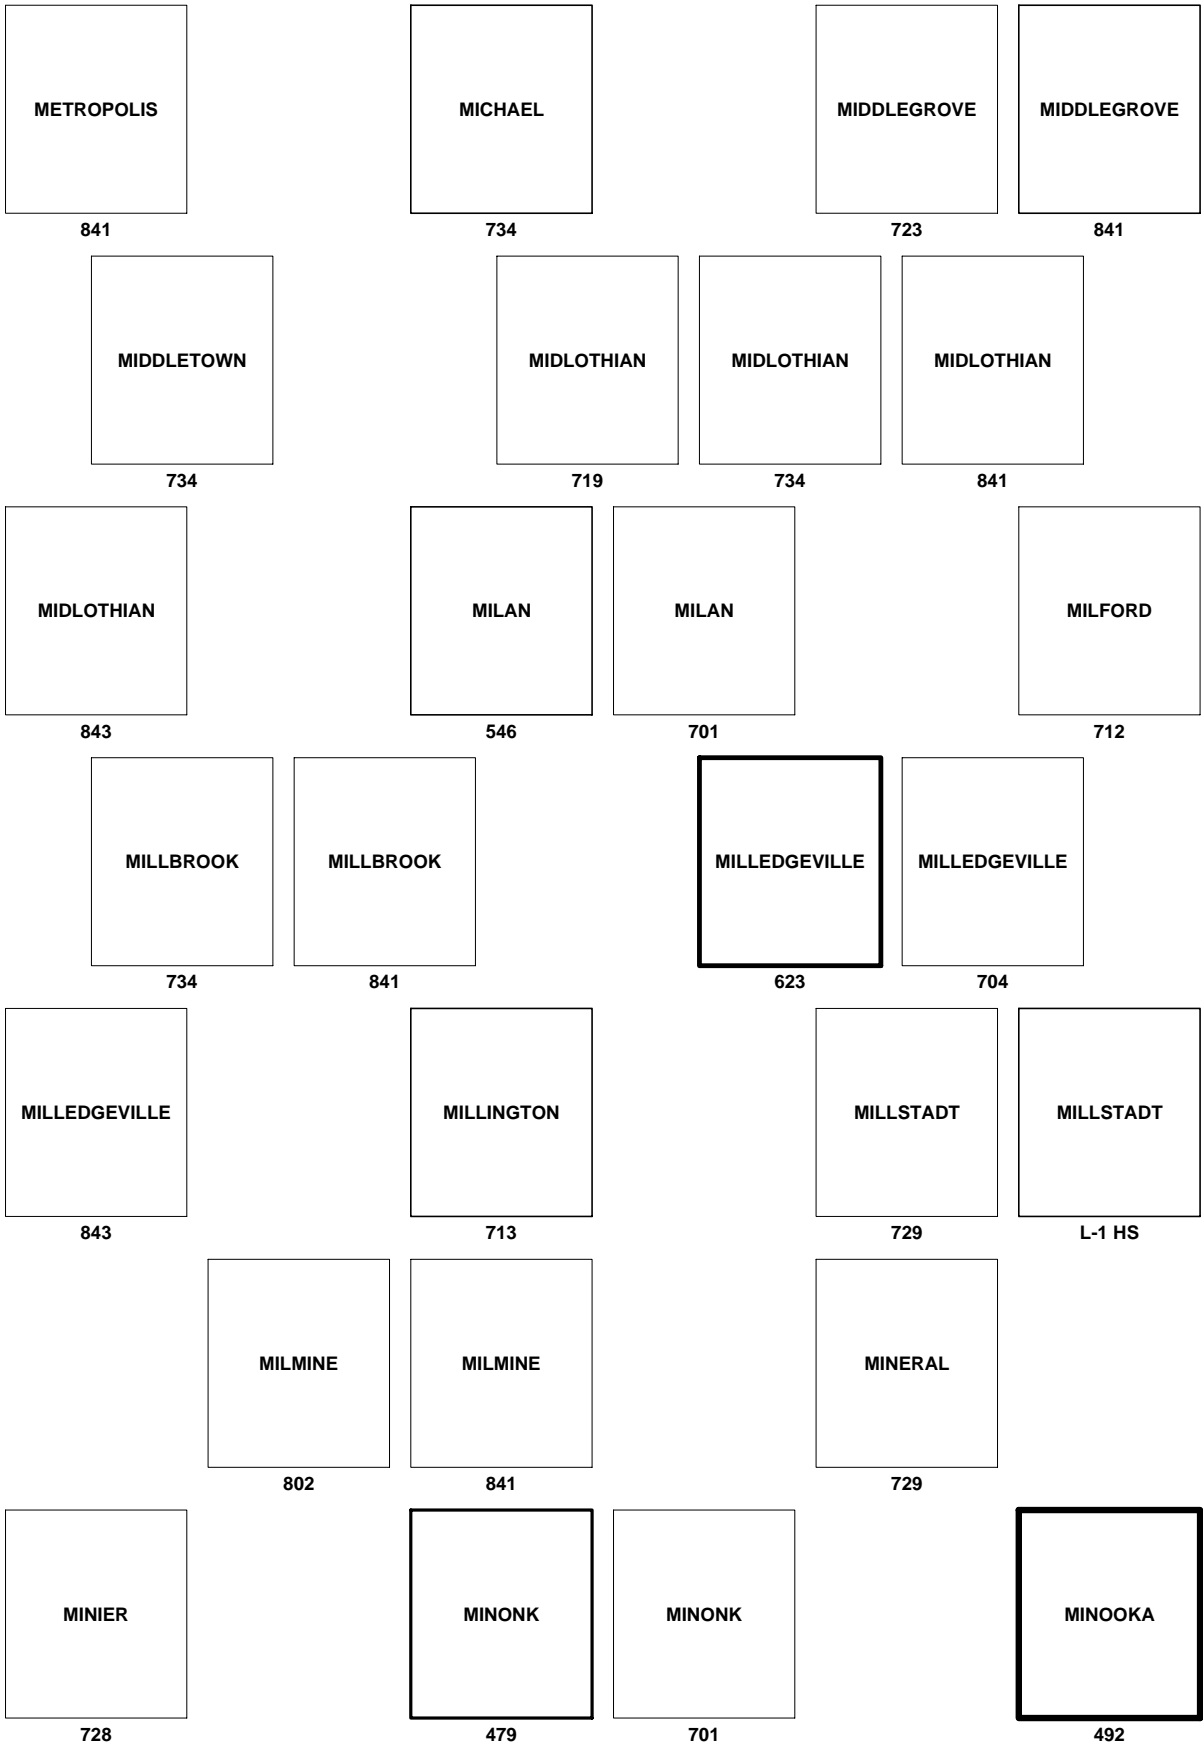 METROPOLIS MICHAEL MIDDLEGROVE MIDDLEGROVE
841 734 723 841
MIDDLETOWN MIDLOTHIAN MIDLOTHIAN MIDLOTHIAN
734 719 734 841
MIDLOTHIAN MILAN MILAN MILFORD
843 546 701 712
MILLBROOK MILLBROOK MILLEDGEVILLE MILLEDGEVILLE
734 841 623 704
MILLEDGEVILLE MILLINGTON MILLSTADT MILLSTADT
843 713 729 L-1 HS
MILMINE MILMINE MINERAL
802 841 729
MINIER MINONK MINONK MINOOKA
728 479 701 492